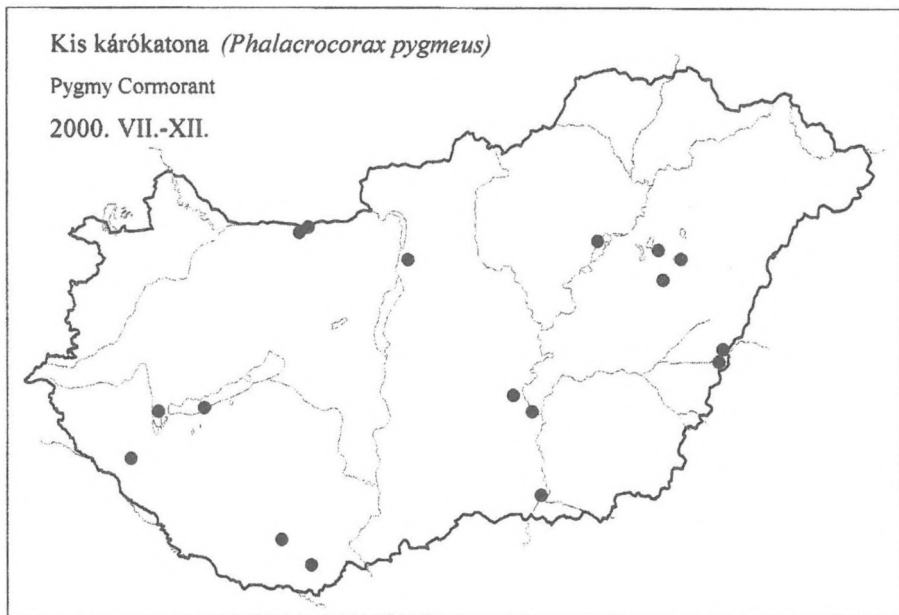 Kis kárókatona (Phalacrocorax pygmeus)
Pygmy Cormorant
2000. VII.-XII.